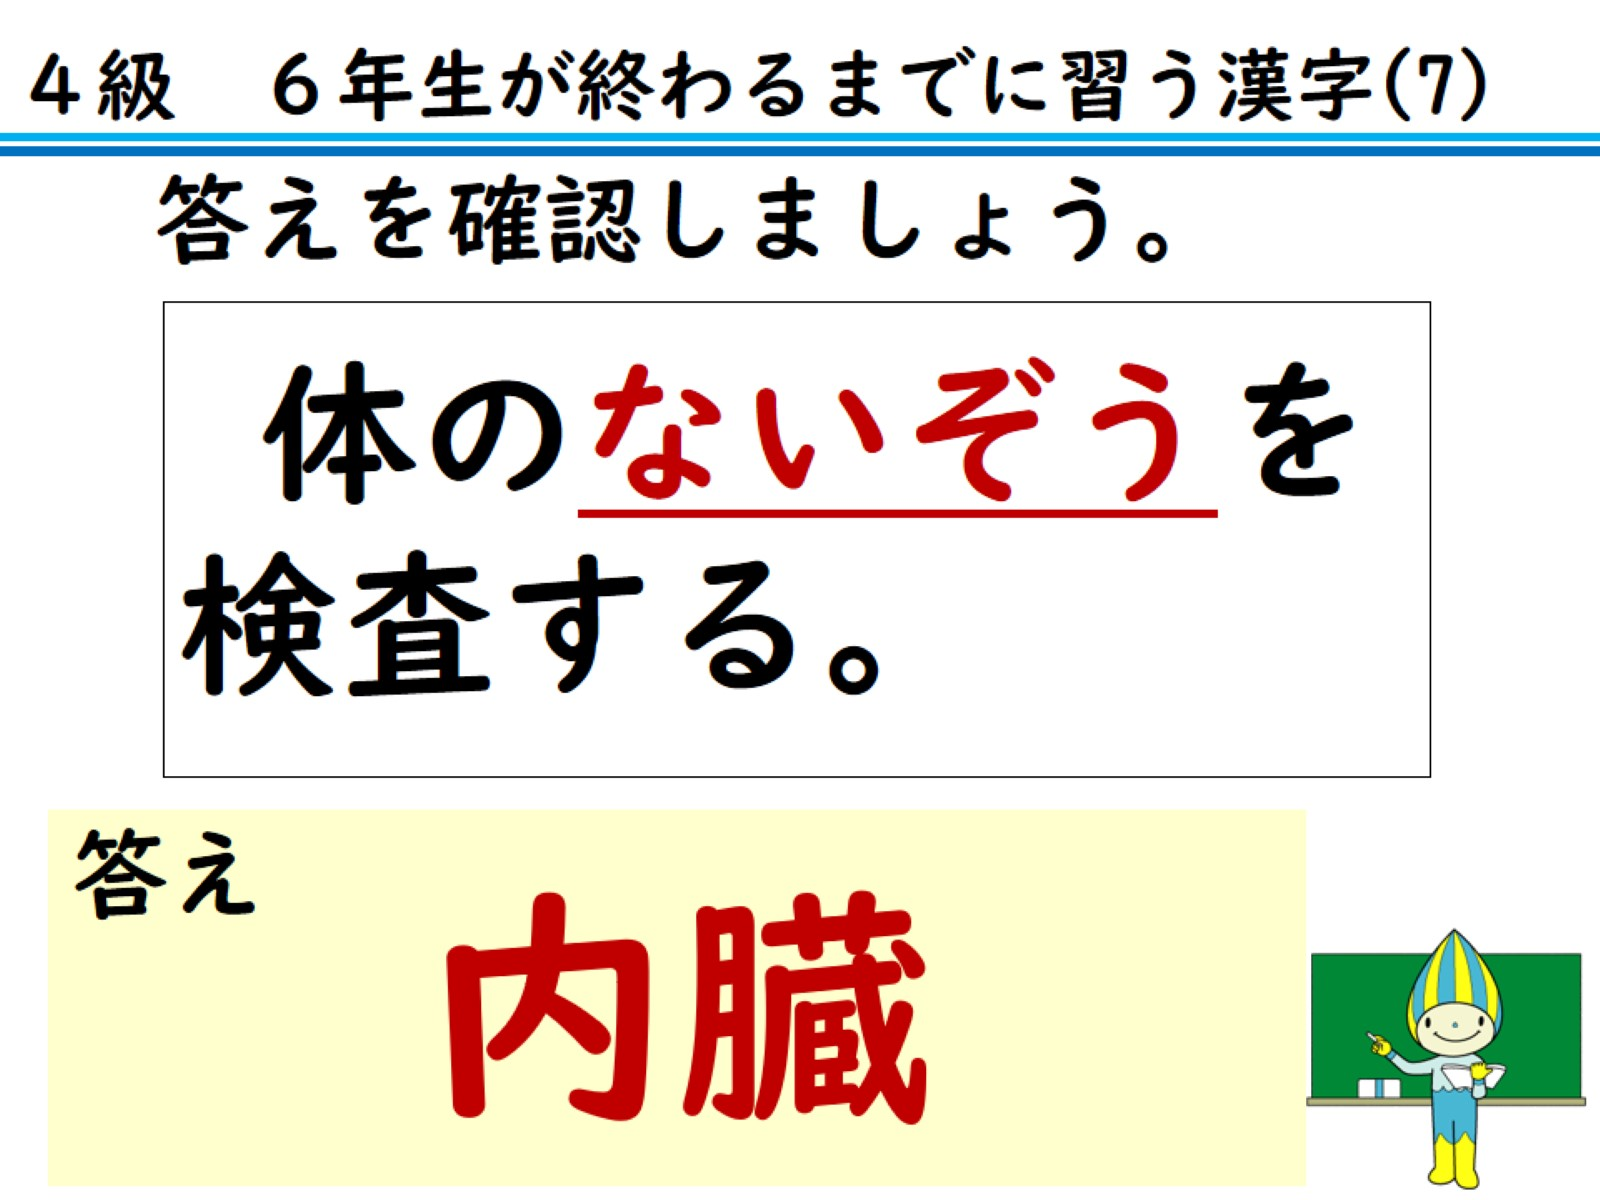 ４級　６年生が終わるまでに習う漢字(7)
答えを確認しましょう。
体のないぞうを
検査する。
答え
内臓